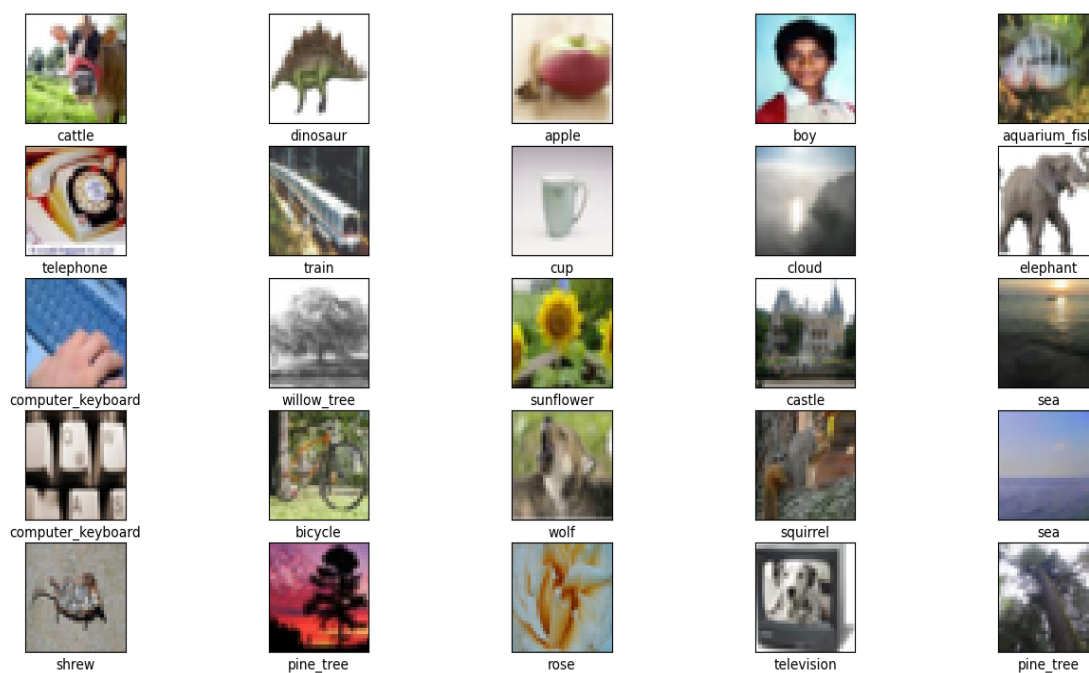 cattle dinosaur apple boy aquarium_fish
telephone train cup cloud elephant
computer_keyboard willow_tree sunflower castle sea
computer_keyboard bicycle wolf squirrel sea
shrew pine_tree rose television pine_tree